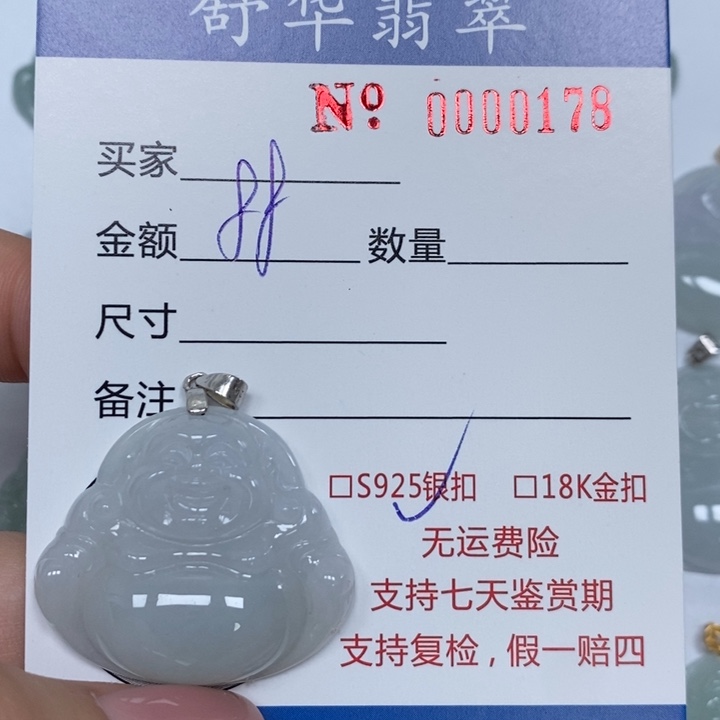 舒华翡翠
No 0000178
买家
金额 数量
尺寸
备注
□S925银扣 □18K金扣
无运费险
支持七天鉴赏期
支持复检,假一赔四